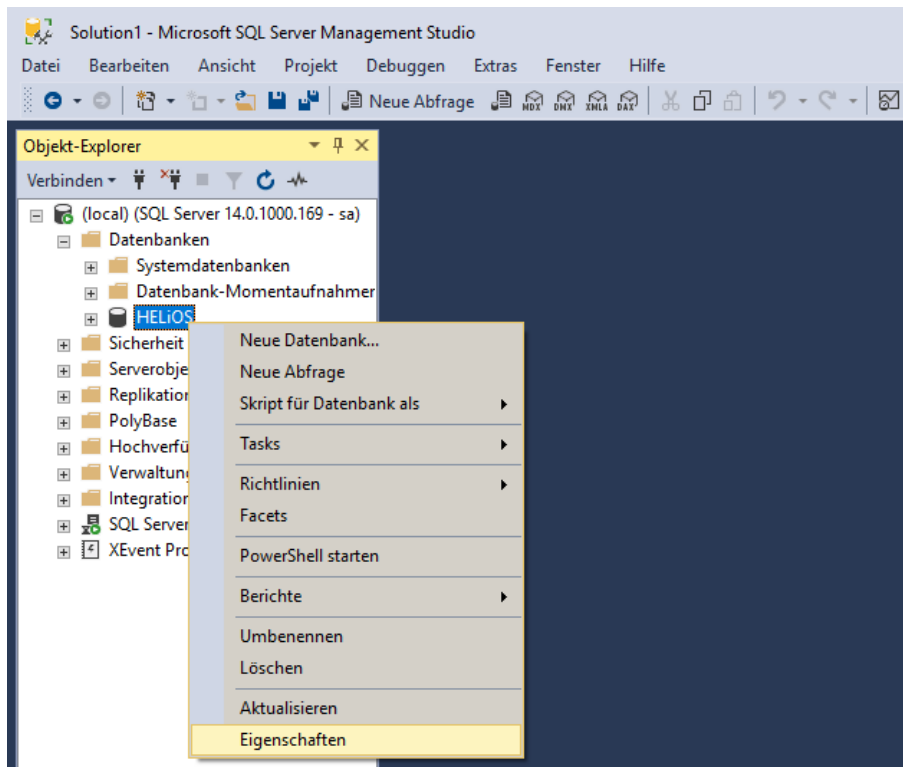 Solution1 - Microsoft SQL Server Management Studio
Datei Bearbeiten Ansicht Projekt Debuggen Extras Fenster Hilfe
Neue Abfrage MDX DMX XMLA DAX
Objekt-Explorer
Verbinden
(local) (SQL Server 14.0.1000.169 - sa)
Datenbanken
Systemdatenbanken
Datenbank-Momentaufnahmer
HELiOS
Sicherheit
Serverobje
Replikation
PolyBase
Hochverfü
Verwaltun
Integration
SQL Server
XEvent Pro
Neue Datenbank...
Neue Abfrage
Skript für Datenbank als
Tasks
Richtlinien
Facets
PowerShell starten
Berichte
Umbenennen
Löschen
Aktualisieren
Eigenschaften